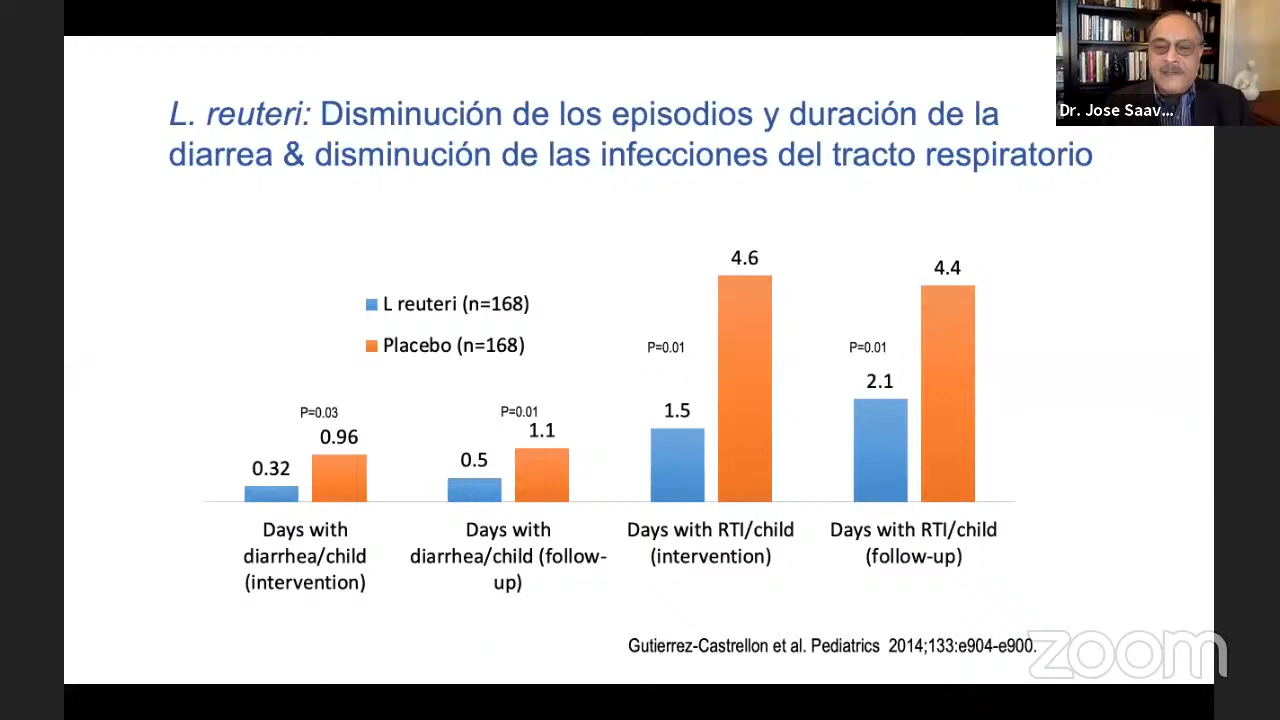 L. reuteri: Disminución de los episodios y duración de la
diarrea & disminución de las infecciones del tracto respiratorio
Dr. Jose Saav...
L reuteri (n=168)
Placebo (n=168)
P=0.03
0.32
0.96
P=0.01
0.5
1.1
P=0.01
1.5
4.6
P=0.01
2.1
4.4
Days with
diarrhea/child
(intervention)
Days with
diarrhea/child (follow-
up)
Days with RTI/child
(intervention)
Days with RTI/child
(follow-up)
Gutierrez-Castrellon et al. Pediatrics 2014;133:e904-e900.
zoom